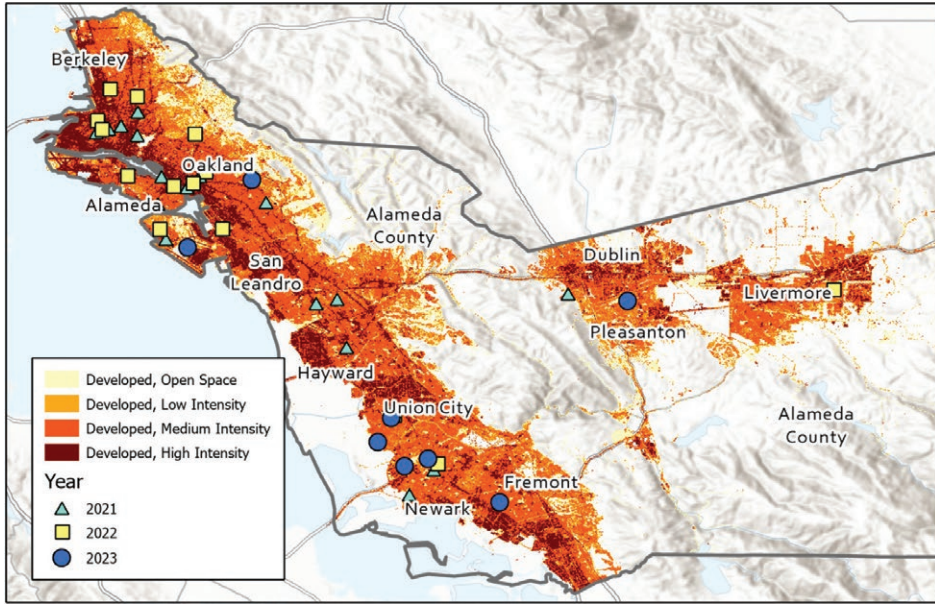 Berkeley
Oakland
Alameda
Alameda
County
San
Leandro
Dublin
Livermore
Pleasanton
Hayward
Union City
Alameda
County
Fremont
Newark
Developed, Open Space
Developed, Low Intensity
Developed, Medium Intensity
Developed, High Intensity
Year
2021
2022
2023